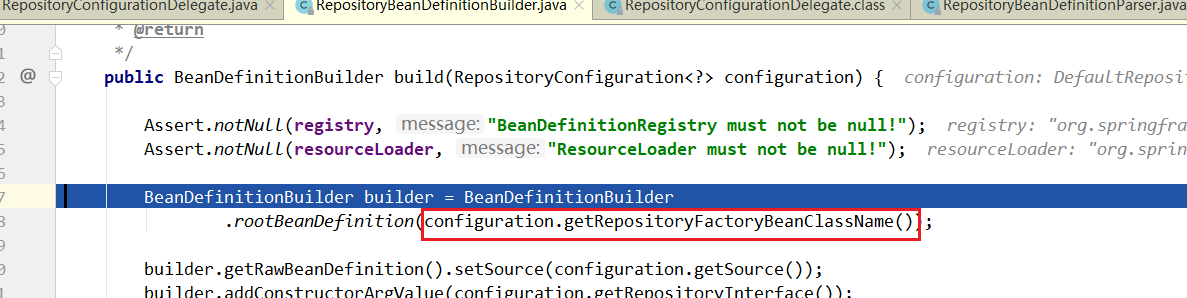 RepositoryConfigurationDelegate.java × RepositoryBeanDefinitionBuilder.java × RepositoryConfigurationDelegate.class × RepositoryBeanDefinitionParser.java
* @return
*/
public BeanDefinitionBuilder build(RepositoryConfiguration<?> configuration) { configuration: DefaultReposi
Assert.notNull(registry, message: "BeanDefinitionRegistry must not be null!"); registry: "org.springfra
Assert.notNull(resourceLoader, message: "ResourceLoader must not be null!"); resourceLoader: "org.sprin
BeanDefinitionBuilder builder = BeanDefinitionBuilder
.rootBeanDefinition(configuration.getRepositoryFactoryBeanClassName());
builder.getRawBeanDefinition().setSource(configuration.getSource());
builder.addConstructorArgValue(configuration.getRepositoryInterface());